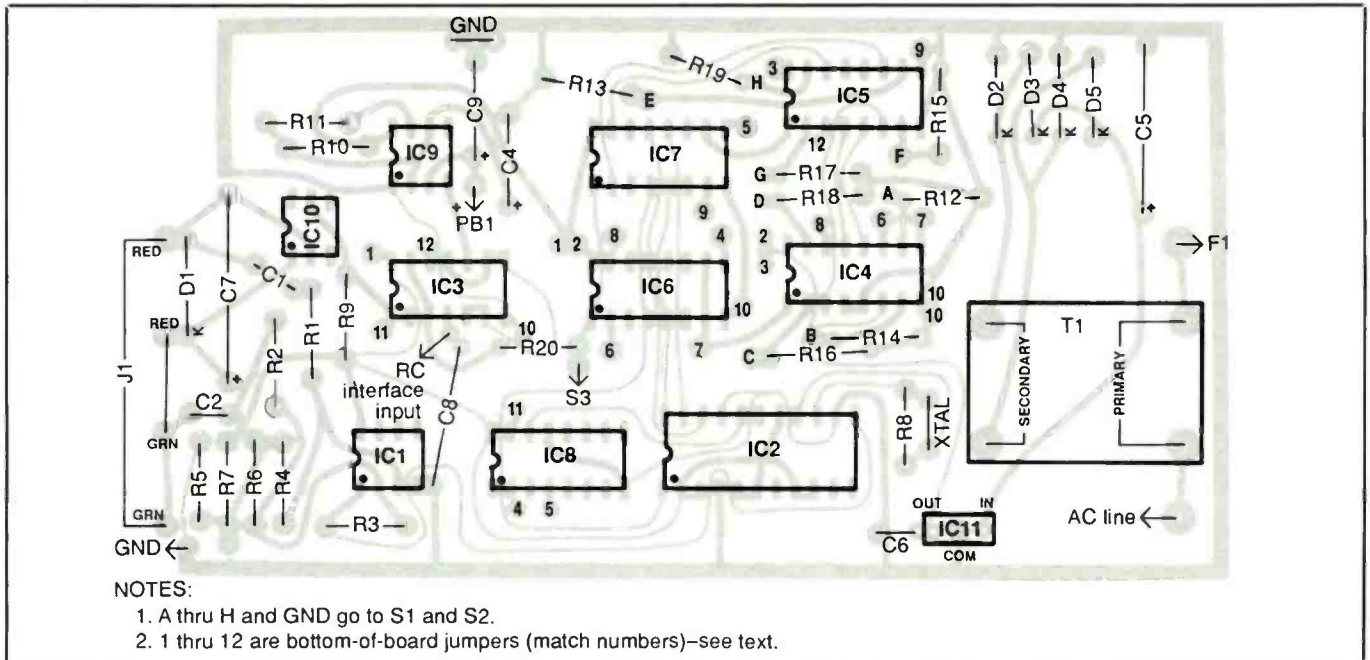 GND
R13
E
R19
H
3
IC5
9
R15
D2
K
D3
K
D4
K
D5
K
C5
+
R11
R10
IC9
C9
+
C4
+
IC7
5
12
F
G
R17
D
R18
A
R12
PB1
+
IC10
RED
D1
K
RED
C7
+
C1
1
12
IC3
11
10
1
2
8
9
4
IC6
10
2
3
8
6
7
IC4
10
10
F1
J1
R2
R1
R9
RC
interface
input
C8
R20
S3
6
7
C
R16
B
R14
T1
SECONDARY
PRIMARY
C2
GRN
R5
R7
R6
R4
GRN
GND
R3
IC1
11
IC8
4
5
IC2
R8
XTAL
OUT
IN
IC11
COM
C6
AC line
NOTES:
1. A thru H and GND go to S1 and S2.
2. 1 thru 12 are bottom-of-board jumpers (match numbers)–see text.